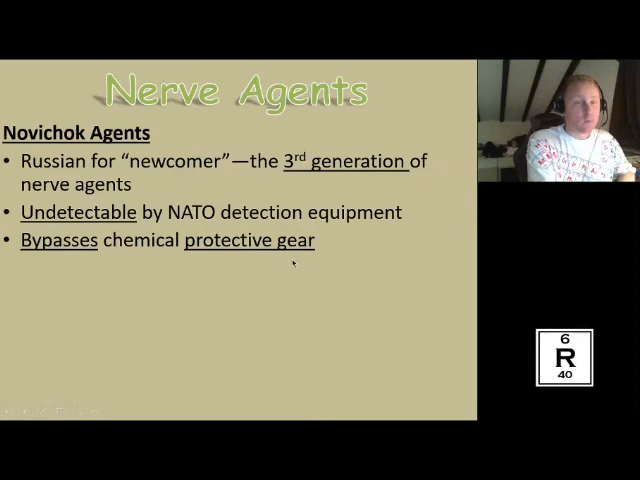 Nerve Agents
Novichok Agents
• Russian for “newcomer”—the 3rd generation of
nerve agents
• Undetectable by NATO detection equipment
• Bypasses chemical protective gear
6
R
40